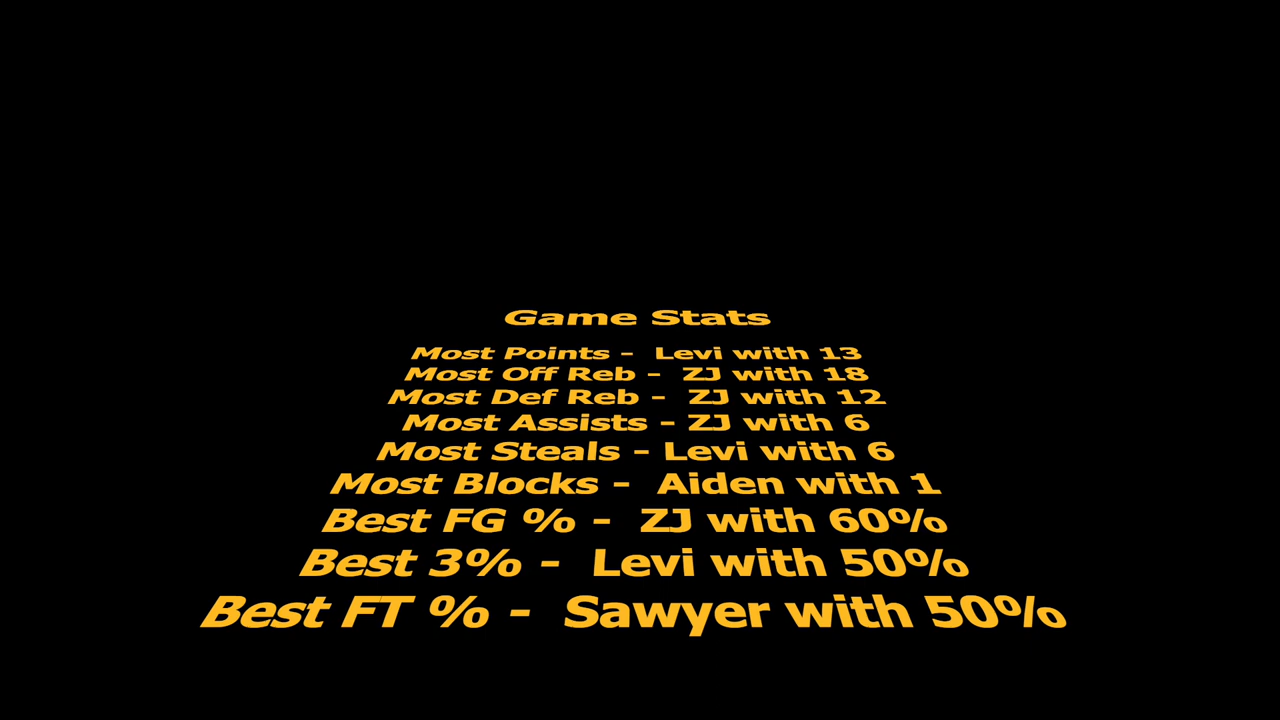 Game Stats
Most Points - Levi with 13
Most Off Reb - ZJ with 18
Most Def Reb - ZJ with 12
Most Assists - ZJ with 6
Most Steals - Levi with 6
Most Blocks - Aiden with 1
Best FG % - ZJ with 60%
Best 3% - Levi with 50%
Best FT % - Sawyer with 50%